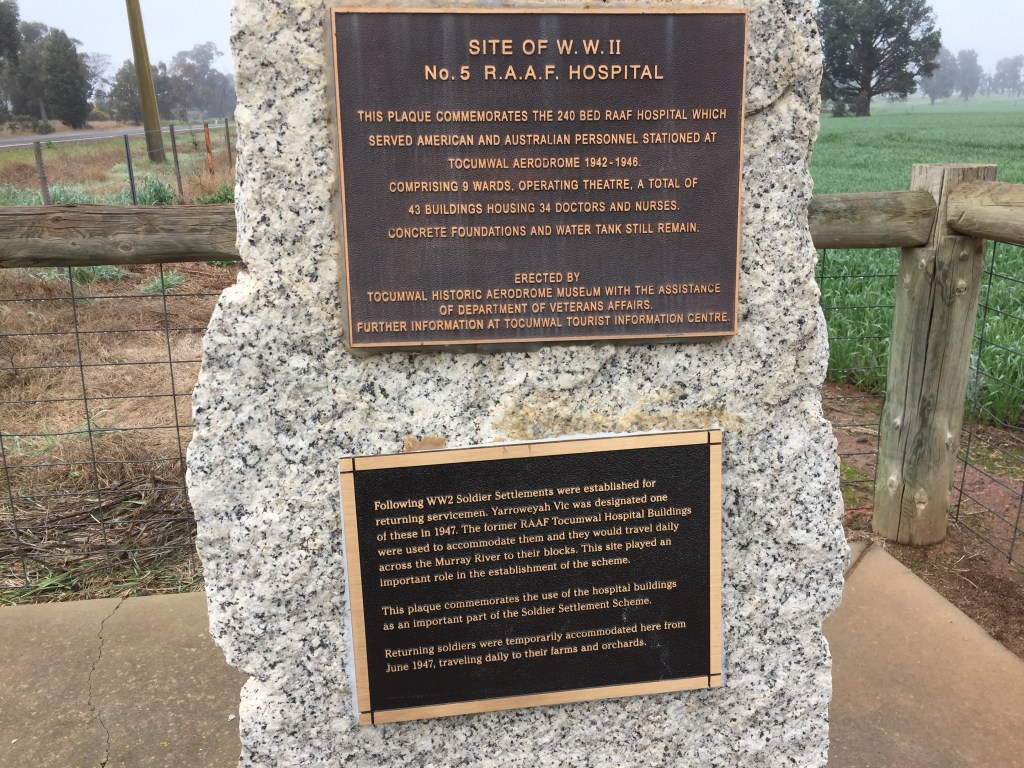 SITE OF W.W.II
No. 5 R.A.A.F. HOSPITAL
THIS PLAQUE COMMEMORATES THE 240 BED RAAF HOSPITAL WHICH
SERVED AMERICAN AND AUSTRALIAN PERSONNEL STATIONED AT
TOCUMWAL AERODROME 1942-1946.
COMPRISING 9 WARDS, OPERATING THEATRE, A TOTAL OF
43 BUILDINGS HOUSING 34 DOCTORS AND NURSES.
CONCRETE FOUNDATIONS AND WATER TANK STILL REMAIN.
ERECTED BY
TOCUMWAL HISTORIC AERODROME MUSEUM WITH THE ASSISTANCE
OF DEPARTMENT OF VETERANS AFFAIRS.
FURTHER INFORMATION AT TOCUMWAL TOURIST INFORMATION CENTRE.
Following WW2 Soldier Settlements were established for
returning servicemen. Yarroweyah Vic was designated one
of these in 1947. The former RAAF Tocumwal Hospital Buildings
were used to accommodate them and they would travel daily
across the Murray River to their blocks. This site played an
important role in the establishment of the scheme.
This plaque commemorates the use of the hospital buildings
as an important part of the Soldier Settlement Scheme.
Returning soldiers were temporarily accommodated here from
June 1947, traveling daily to their farms and orchards.